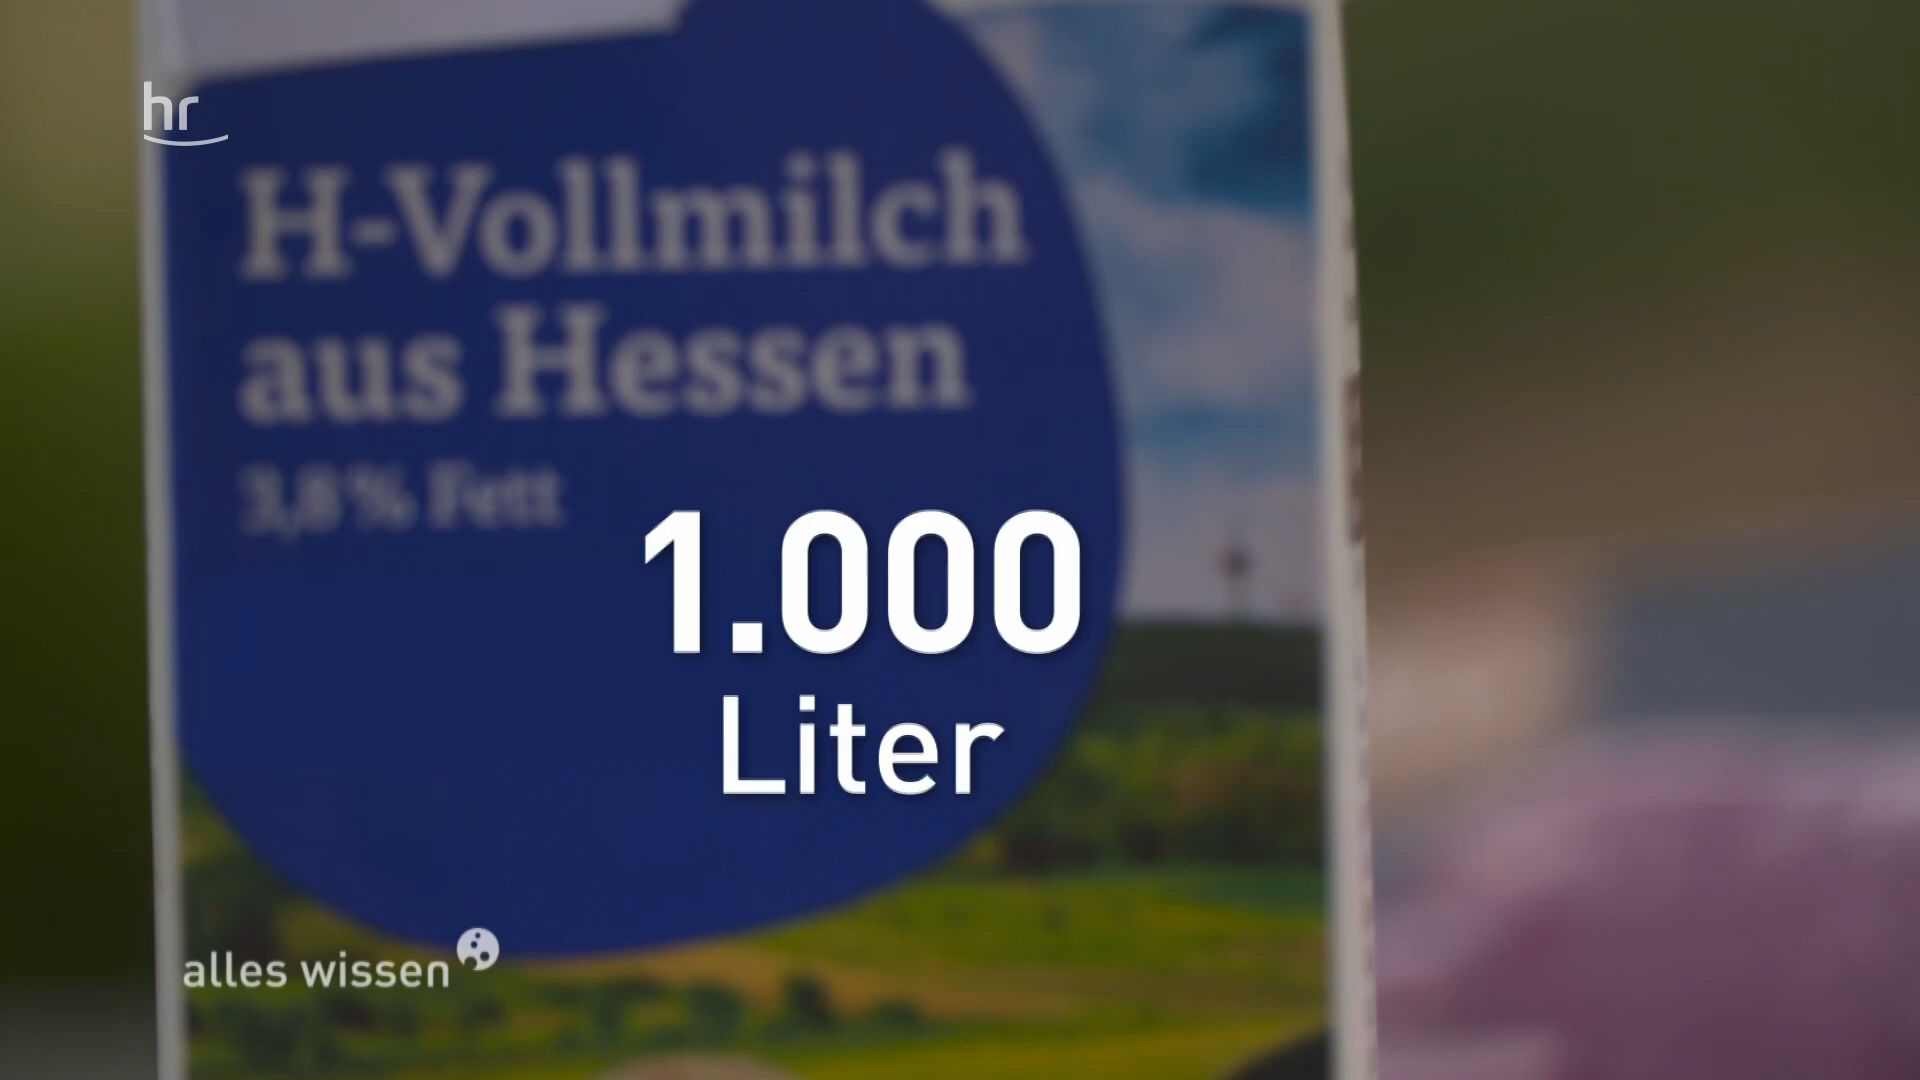 hr
H-Vollmilch
aus Hessen
3,8% Fett
1.000
Liter
alles wissen